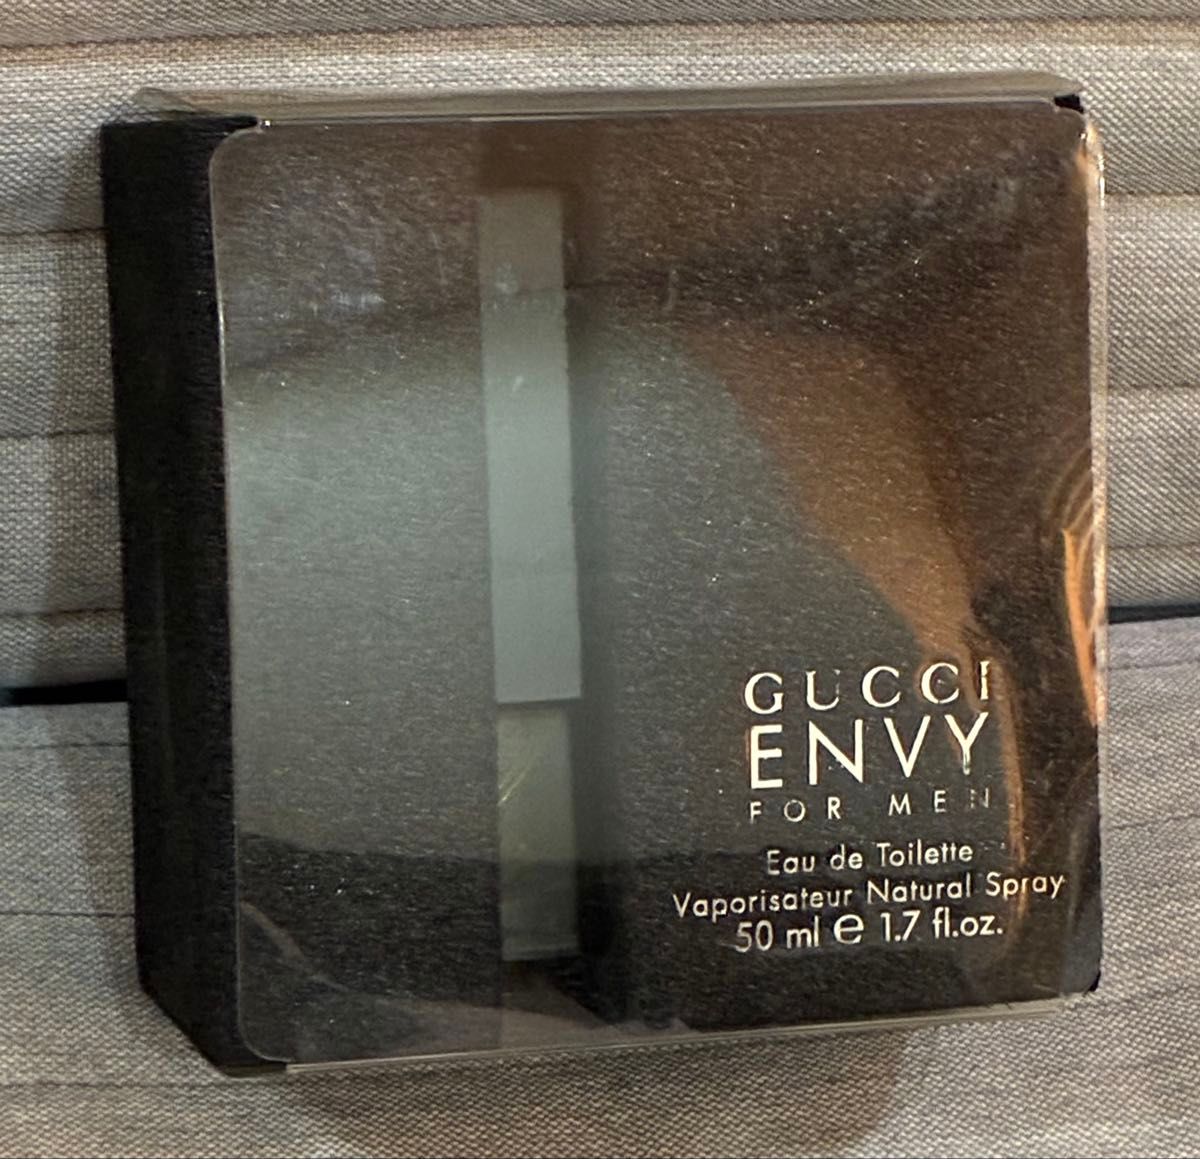 GUCCI
ENVY
FOR MEN
Eau de Toilette
Vaporisateur Natural Spray
50 ml ℮ 1.7 fl.oz.